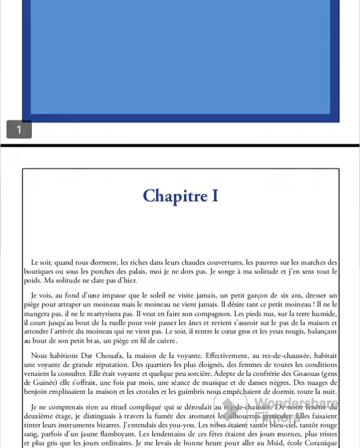 1
Chapitre I
Le soir, quand tous dorment, les riches dans leurs chaudes couvertures, les pauvres sur les marches des
boutiques ou sous les porches des palais, moi je ne dors pas. Je songe à ma solitude et j'en sens tout le
poids. Ma solitude ne date pas d'hier.
Je vois, au fond d'une impasse que le soleil ne visite jamais, un petit garçon de six ans, dresser un
piège pour attraper un moineau mais le moineau ne vient jamais. Il désire tant ce petit moineau ! Il ne le
mangera pas, il ne le martyrisera pas. Il veut en faire son compagnon. Les pieds nus, sur la terre humide,
il court jusqu'au bout de la ruelle pour voir passer les ânes et revient s'asseoir sur le pas de la maison et
attendre l'arrivée du moineau qui ne vient pas. Le soir, il rentre le cœur gros et les yeux rougis, balançant
au bout de son petit bras, un piège en fil de cuivre.
Nous habitions Dar Chouafa, la maison de la voyante. Effectivement, au rez-de-chaussée, habitait
une voyante de grande réputation. Des quartiers les plus éloignés, des femmes de toutes les conditions
venaient la consulter. Elle était voyante et quelque peu sorcière. Adepte de la confrérie des Gnaouas (gens
de Guinée) elle s'offrait, une fois par mois, une séance de musique et de danses nègres. Des nuages de
benjoin emplissaient la maison et les crotales et les guimbris nous empêchaient de dormir, toute la nuit.
Je ne comprenais rien au rituel compliqué qui se déroulait au rez-de-chaussée. De notre fenêtre du
deuxième étage, je distinguais à travers la fumée des aromates les silhouettes gesticuler. Elles faisaient
tinter leurs instruments bizarres. J'entendais des you-you. Les robes étaient tantôt bleu-ciel, tantôt rouge
sang, parfois d'un jaune flamboyant. Les lendemains de ces fêtes étaient des jours mornes, plus tristes
et plus gris que les jours ordinaires. Je me levais de bonne heure pour aller au Msid, école Coranique
Wondershare